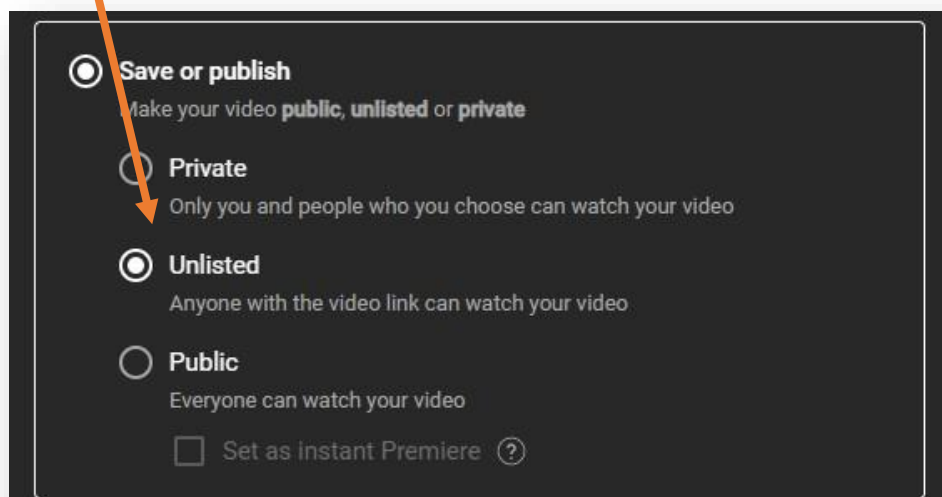 Save or publish
Make your video public, unlisted or private
Private
Only you and people who you choose can watch your video
Unlisted
Anyone with the video link can watch your video
Public
Everyone can watch your video
Set as instant Premiere ?